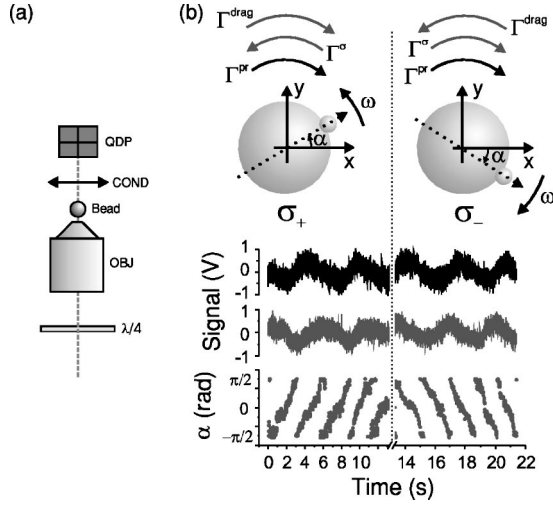 (a)
QDP
COND
Bead
OBJ
λ/4
(b)
Γ^drag
Γ^σ
Γ^pr
y
ω
α
x
σ₊
Γ^drag
Γ^σ
Γ^pr
y
x
α
ω
σ₋
Signal (V)
1
0
-1
1
0
-1
α (rad)
π/2
0
−π/2
0 2 4 6 8 10 14 16 18 20 22
Time (s)